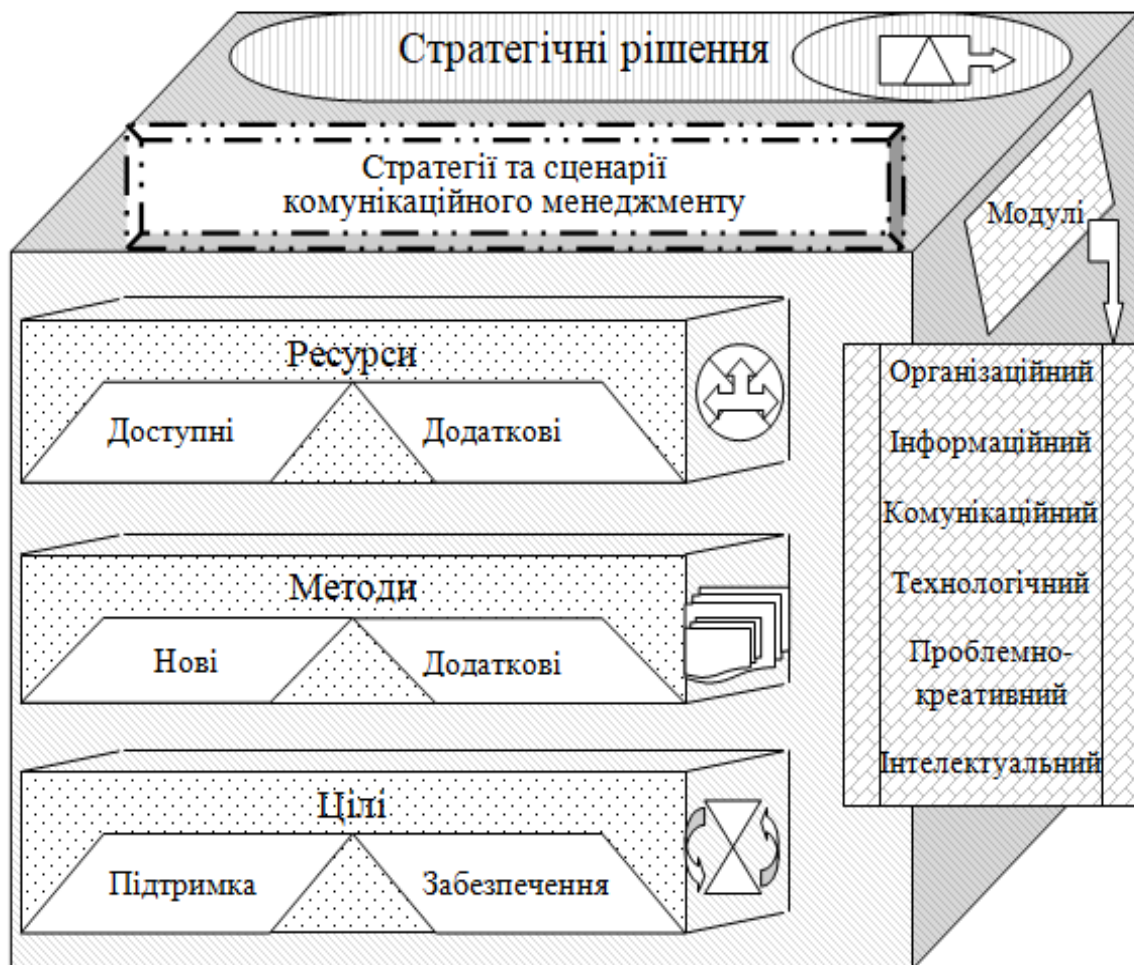 Стратегічні рішення
Стратегії та сценарії
комунікаційного менеджменту
Модулі
Ресурси
Доступні
Додаткові
Методи
Нові
Додаткові
Цілі
Підтримка
Забезпечення
Організаційний
Інформаційний
Комунікаційний
Технологічний
Проблемно-
креативний
Інтелектуальний